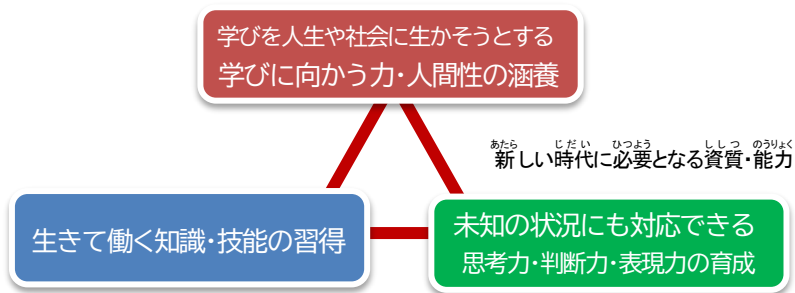 学びを人生や社会に生かそうとする
学びに向かう力・人間性の涵養
あたら じだい ひつよう ししつ のうりょく
新しい時代に必要となる資質・能力
生きて働く知識・技能の習得
未知の状況にも対応できる
思考力・判断力・表現力の育成